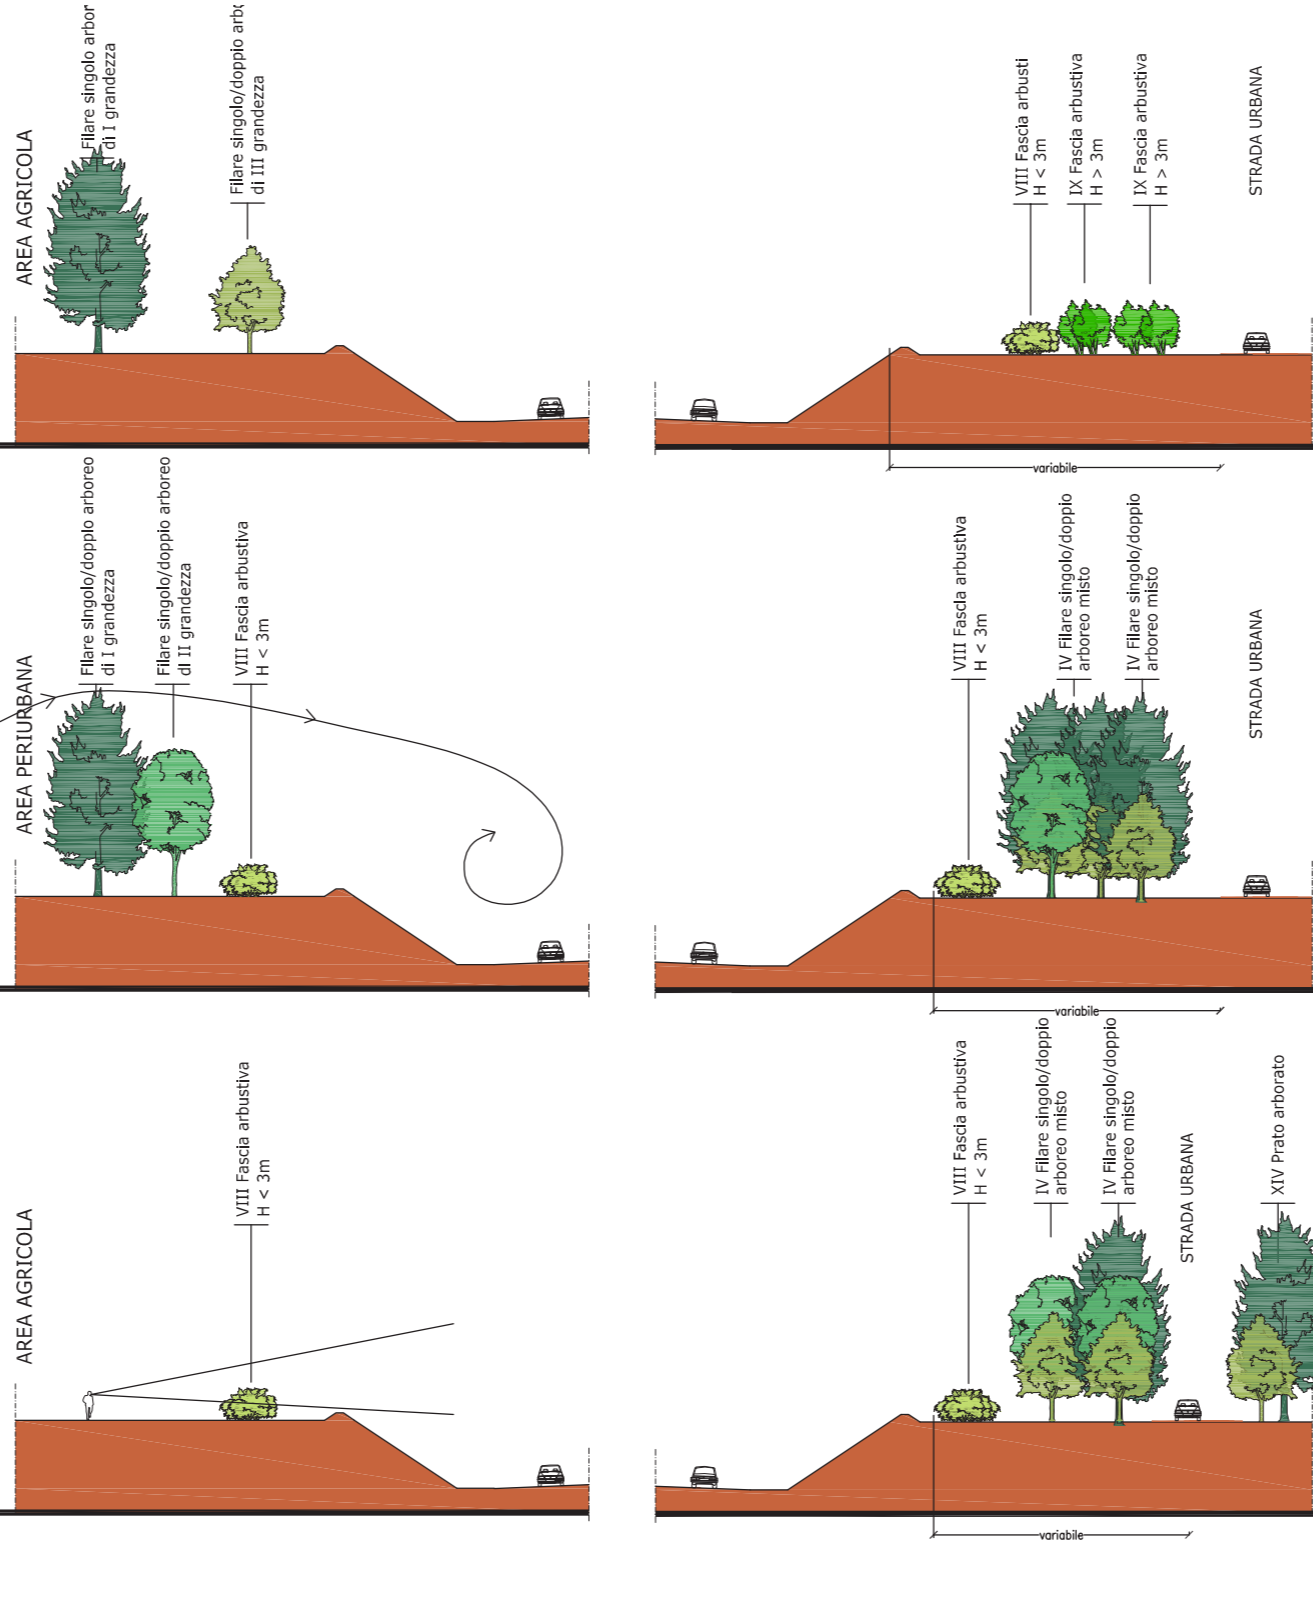 AREA AGRICOLA
Filare singolo arbor
di I grandezza
Filare singolo/doppio arbo
di III grandezza
VIII Fascia arbusti
H < 3m
IX Fascia arbustiva
H > 3m
IX Fascia arbustiva
H > 3m
STRADA URBANA
variabile
AREA PERIURBANA
Filare singolo/doppio arboreo
di I grandezza
Filare singolo/doppio arboreo
di II grandezza
VIII Fascia arbustiva
H < 3m
VIII Fascia arbustiva
H < 3m
IV Filare singolo/doppio
arboreo misto
IV Filare singolo/doppio
arboreo misto
STRADA URBANA
variabile
AREA AGRICOLA
VIII Fascia arbustiva
H < 3m
VIII Fascia arbustiva
H < 3m
IV Filare singolo/doppio
arboreo misto
IV Filare singolo/doppio
arboreo misto
STRADA URBANA
XIV Prato arborato
variabile